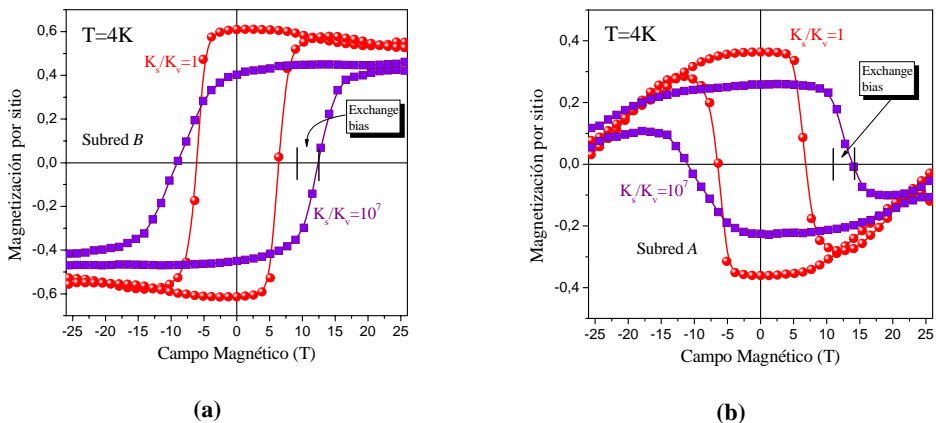 T=4K
K_s/K_v=1
Exchange
bias
Subred B
K_s/K_v=10^7
Magnetización por sitio
0,6
0,4
0,2
0,0
-0,2
-0,4
-0,6
-25 -20 -15 -10 -5 0 5 10 15 20 25
Campo Magnético (T)
(a)
T=4K
K_s/K_v=1
Exchange
bias
K_s/K_v=10^7
Subred A
Magnetización por sitio
0,4
0,2
0,0
-0,2
-0,4
-25 -20 -15 -10 -5 0 5 10 15 20 25
Campo Magnético (T)
(b)